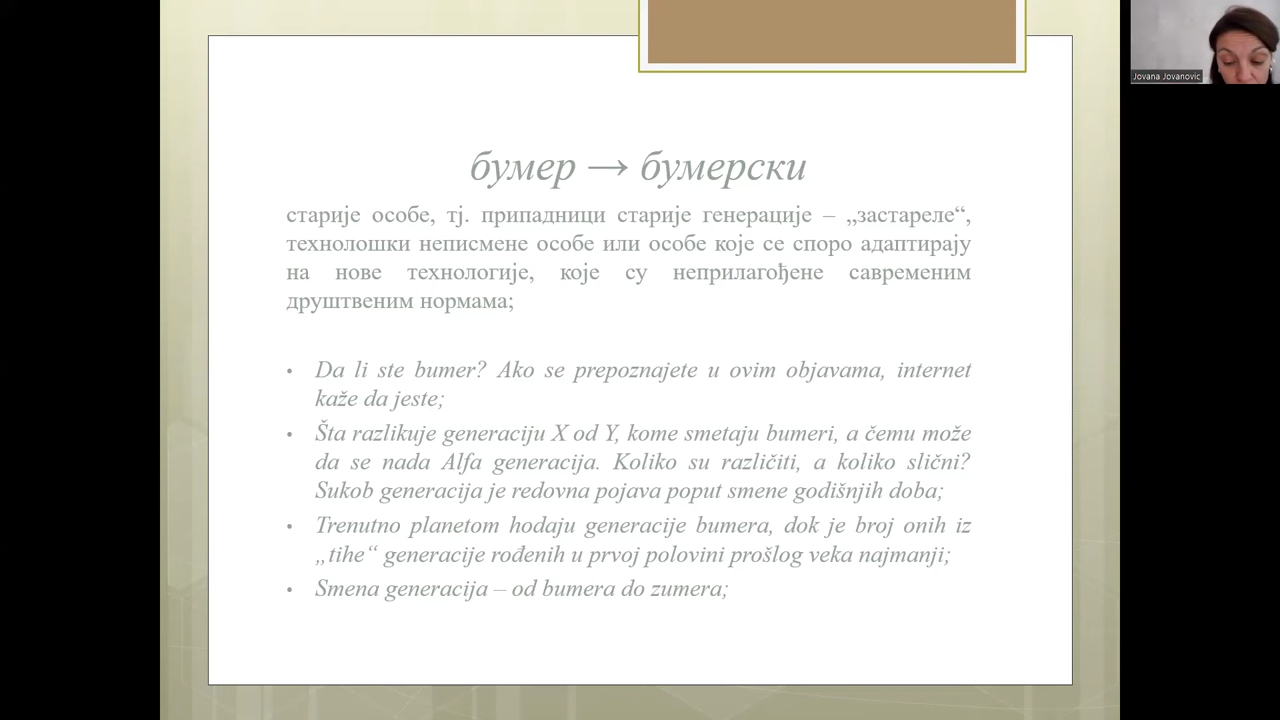 Jovana Jovanovic
бумер → бумерски
старије особе, тј. припадници старије генерације – „застареле“,
технолошки неписмене особе или особе које се споро адаптирају
на нове технологије, које су неприлагођене савременим
друштвеним нормама;
• Da li ste bumer? Ako se prepoznajete u ovim objavama, internet
kaže da jeste;
• Šta razlikuje generaciju X od Y, kome smetaju bumeri, a čemu može
da se nada Alfa generacija. Koliko su različiti, a koliko slični?
Sukob generacija je redovna pojava poput smene godišnjih doba;
• Trenutno planetom hodaju generacije bumera, dok je broj onih iz
„tihe“ generacije rođenih u prvoj polovini prošlog veka najmanji;
• Smena generacija – od bumera do zumera;